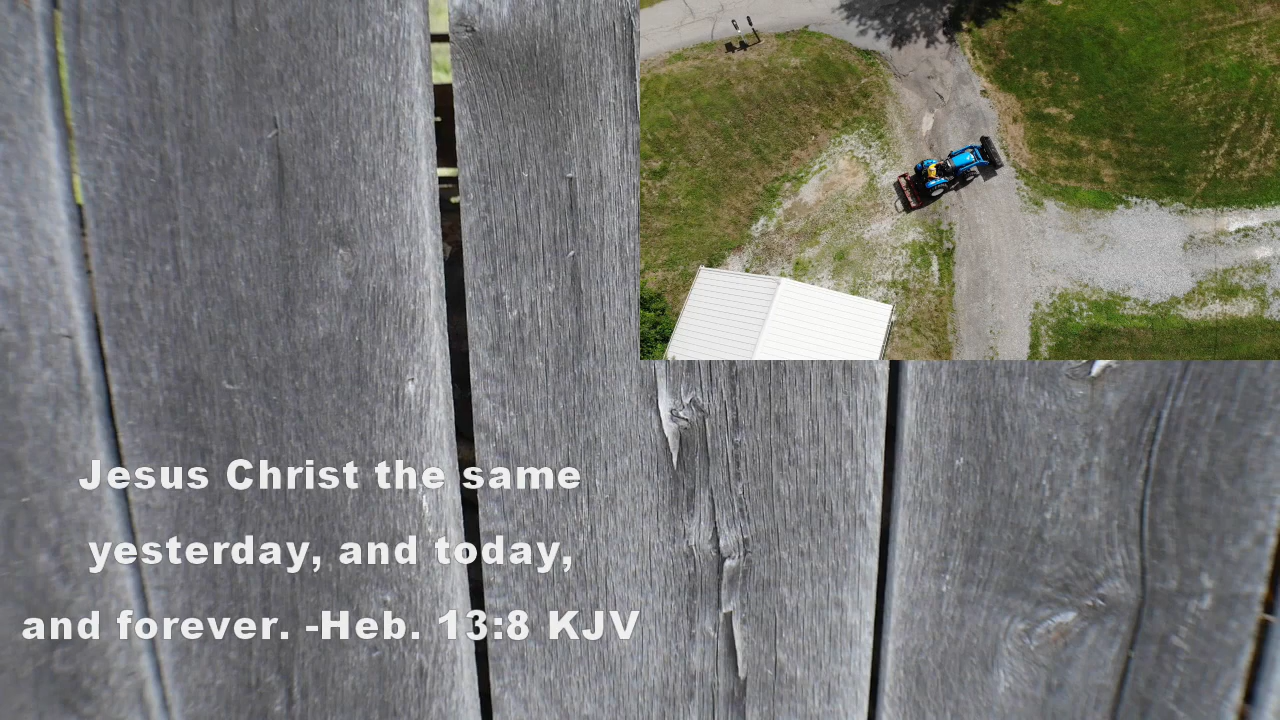 Jesus Christ the same
yesterday, and today,
and forever. -Heb. 13:8 KJV